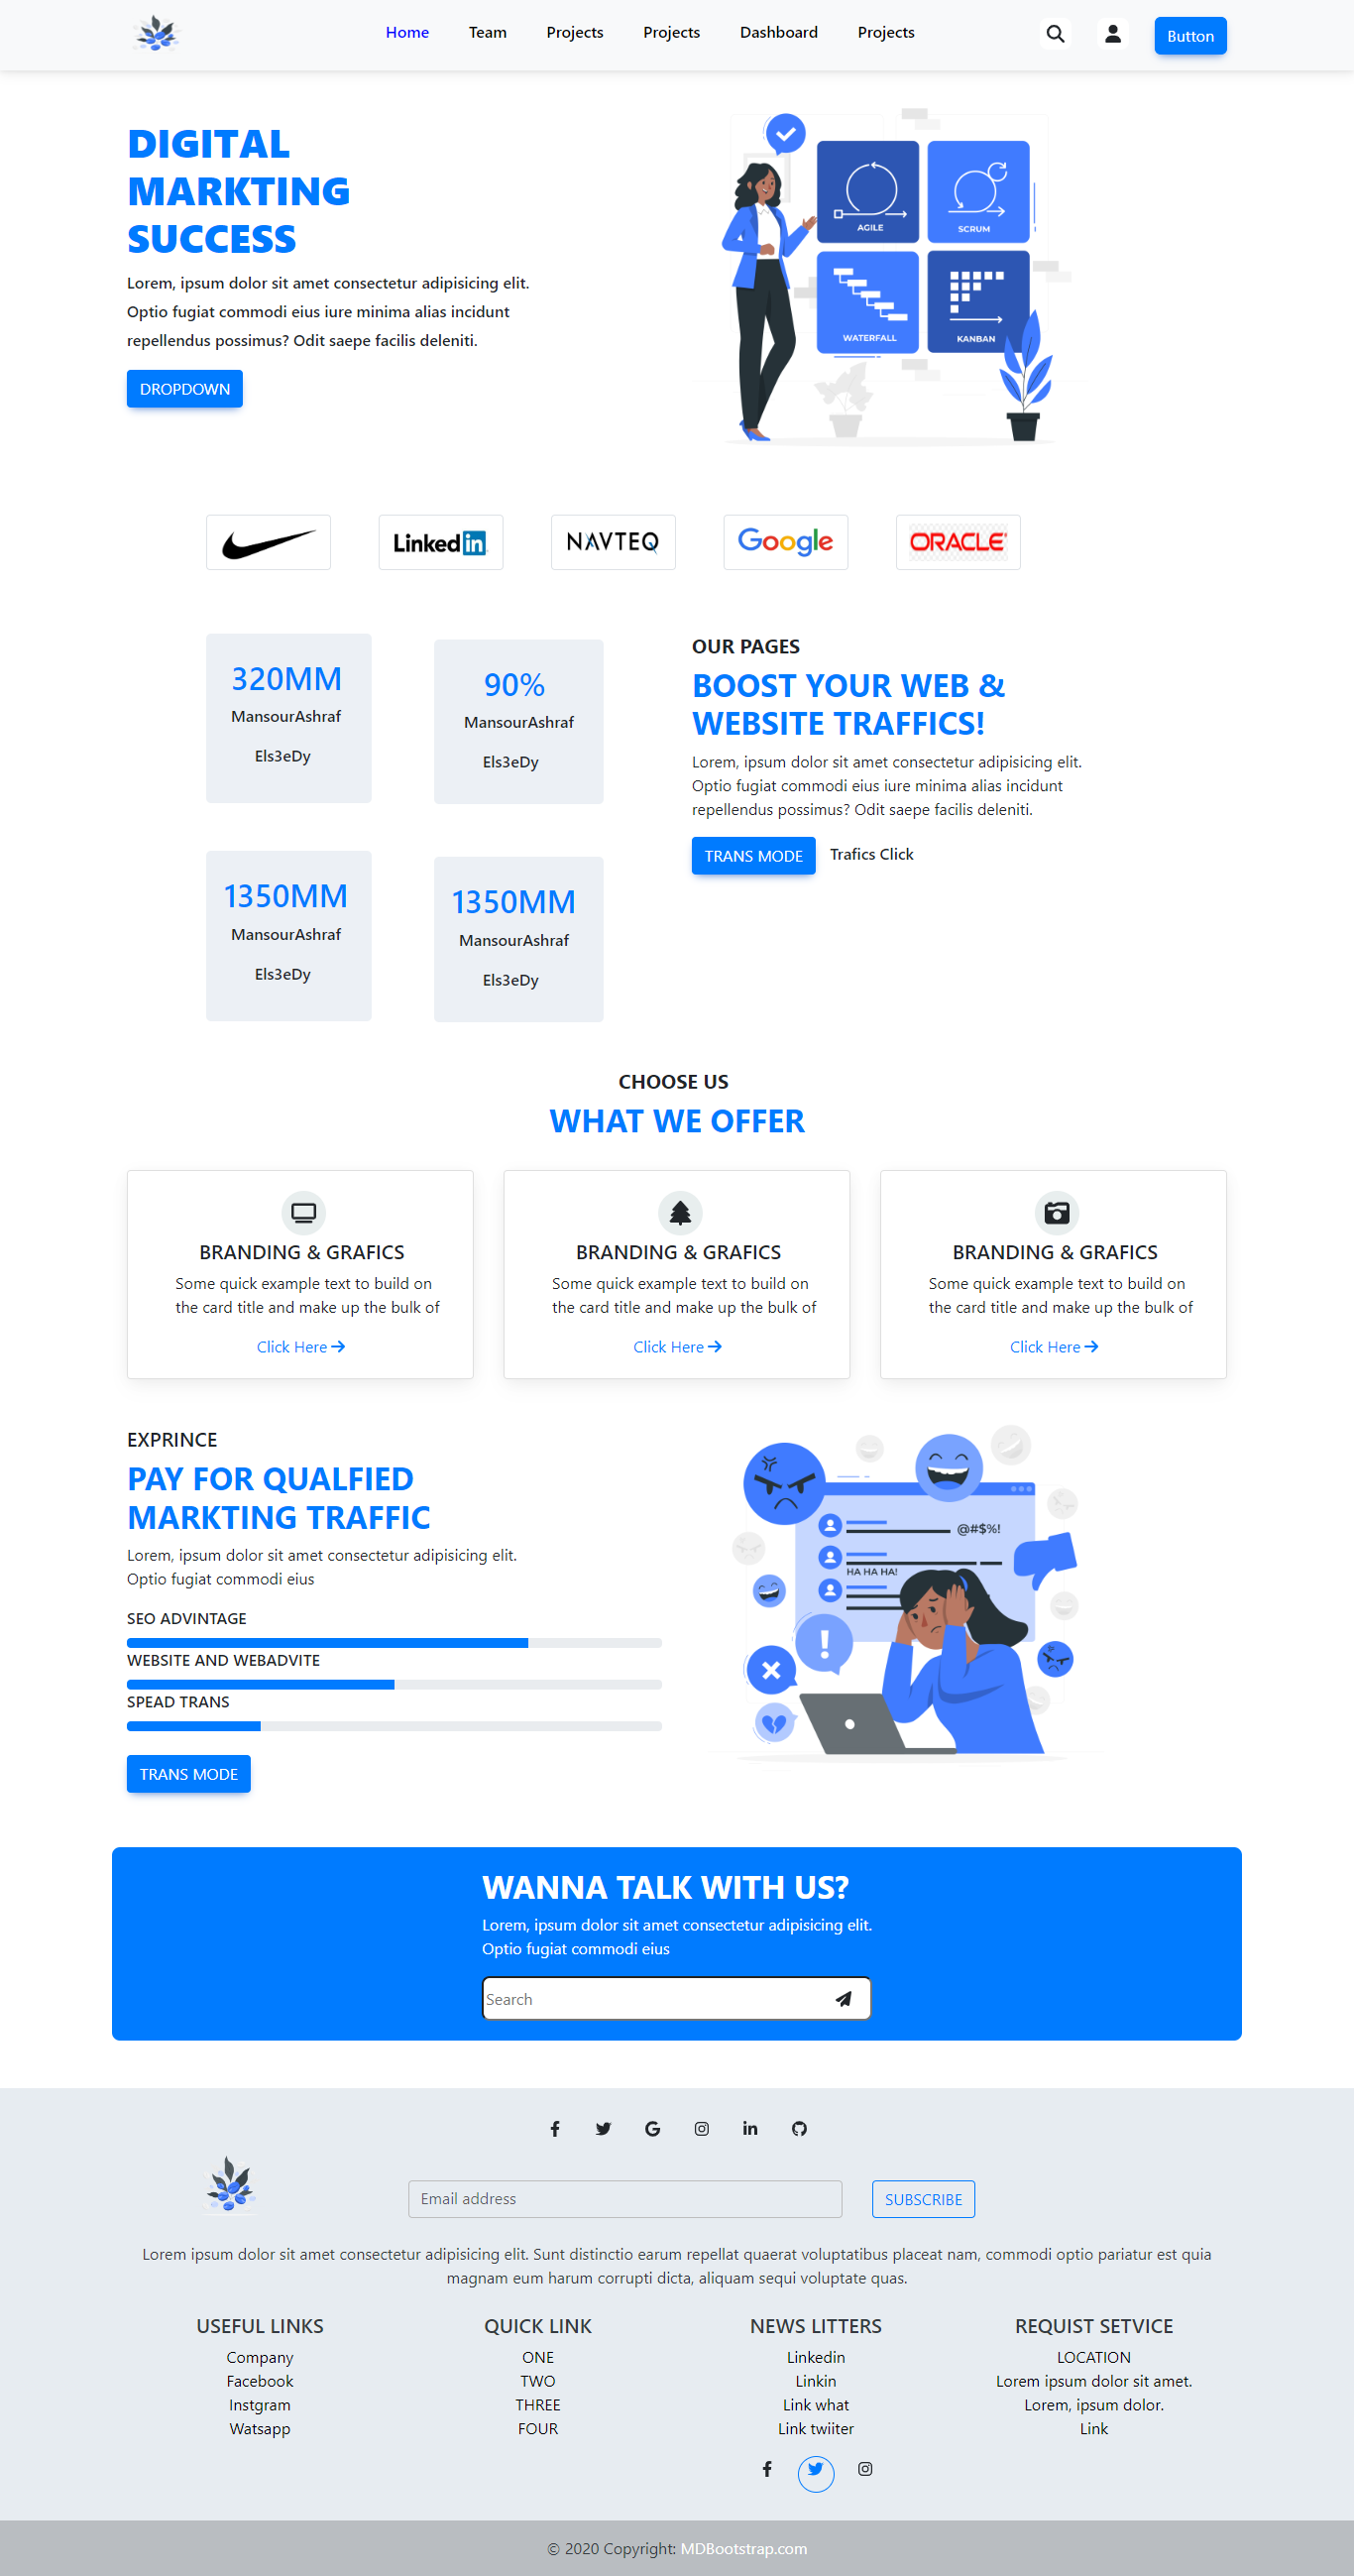 Home Team Projects Projects Dashboard Projects Button
DIGITAL
MARKTING
SUCCESS
Lorem, ipsum dolor sit amet consectetur adipisicing elit.
Optio fugiat commodi eius iure minima alias incidunt
repellendus possimus? Odit saepe facilis deleniti.
DROPDOWN
AGILE
SCRUM
WATERFALL
KANBAN
Linked in
NAVTEQ
Google
ORACLE
320MM
MansourAshraf
Els3eDy
90%
MansourAshraf
Els3eDy
1350MM
MansourAshraf
Els3eDy
1350MM
MansourAshraf
Els3eDy
OUR PAGES
BOOST YOUR WEB &
WEBSITE TRAFFICS!
Lorem, ipsum dolor sit amet consectetur adipisicing elit.
Optio fugiat commodi eius iure minima alias incidunt
repellendus possimus? Odit saepe facilis deleniti.
TRANS MODE Trafics Click
CHOOSE US
WHAT WE OFFER
BRANDING & GRAFICS
Some quick example text to build on
the card title and make up the bulk of
Click Here
BRANDING & GRAFICS
Some quick example text to build on
the card title and make up the bulk of
Click Here
BRANDING & GRAFICS
Some quick example text to build on
the card title and make up the bulk of
Click Here
EXPRINCE
PAY FOR QUALFIED
MARKTING TRAFFIC
Lorem, ipsum dolor sit amet consectetur adipisicing elit.
Optio fugiat commodi eius
SEO ADVINTAGE
WEBSITE AND WEBADVITE
SPEAD TRANS
TRANS MODE
@#$%!
HA HA HA!
WANNA TALK WITH US?
Lorem, ipsum dolor sit amet consectetur adipisicing elit.
Optio fugiat commodi eius
Search
Email address
SUBSCRIBE
Lorem ipsum dolor sit amet consectetur adipisicing elit. Sunt distinctio earum repellat quaerat voluptatibus placeat nam, commodi optio pariatur est quia
magnam eum harum corrupti dicta, aliquam sequi voluptate quas.
USEFUL LINKS
Company
Facebook
Instgram
Watsapp
QUICK LINK
ONE
TWO
THREE
FOUR
NEWS LITTERS
Linkedin
Linkin
Link what
Link twiiter
REQUIST SETVICE
LOCATION
Lorem ipsum dolor sit amet.
Lorem, ipsum dolor.
Link
© 2020 Copyright: MDBootstrap.com